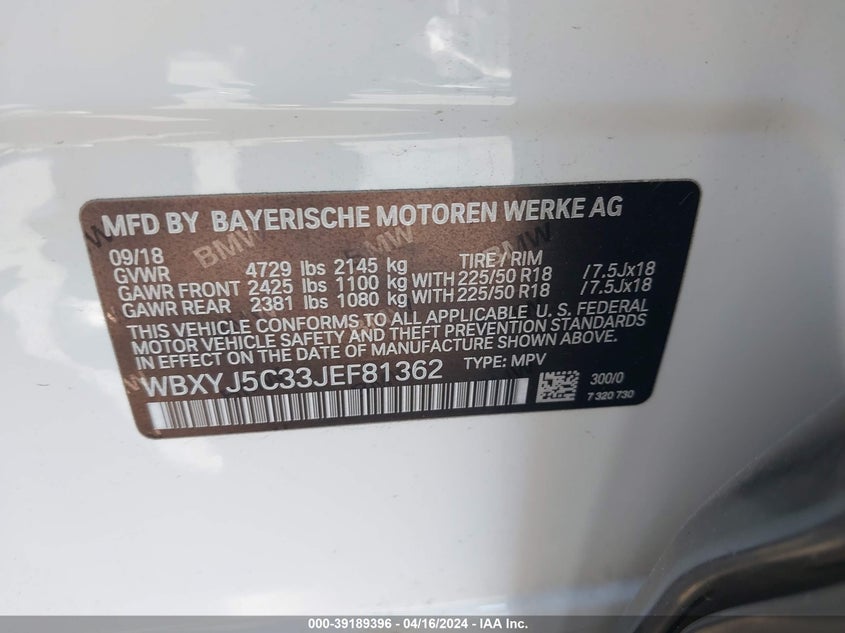 MFD BY BAYERISCHE MOTOREN WERKE AG
09/18 TIRE / RIM
GVWR 4729 lbs 2145 kg
GAWR FRONT 2425 lbs 1100 kg WITH 225/50 R18 / 7.5Jx18
GAWR REAR 2381 lbs 1080 kg WITH 225/50 R18 / 7.5Jx18
THIS VEHICLE CONFORMS TO ALL APPLICABLE U. S. FEDERAL
MOTOR VEHICLE SAFETY AND THEFT PREVENTION STANDARDS
IN EFFECT ON THE DATE OF MANUFACTURE SHOWN ABOVE.
WBXYJ5C33JEF81362 TYPE: MPV
300/0
7 320 730
000-39189396 - 04/16/2024 - IAA Inc.